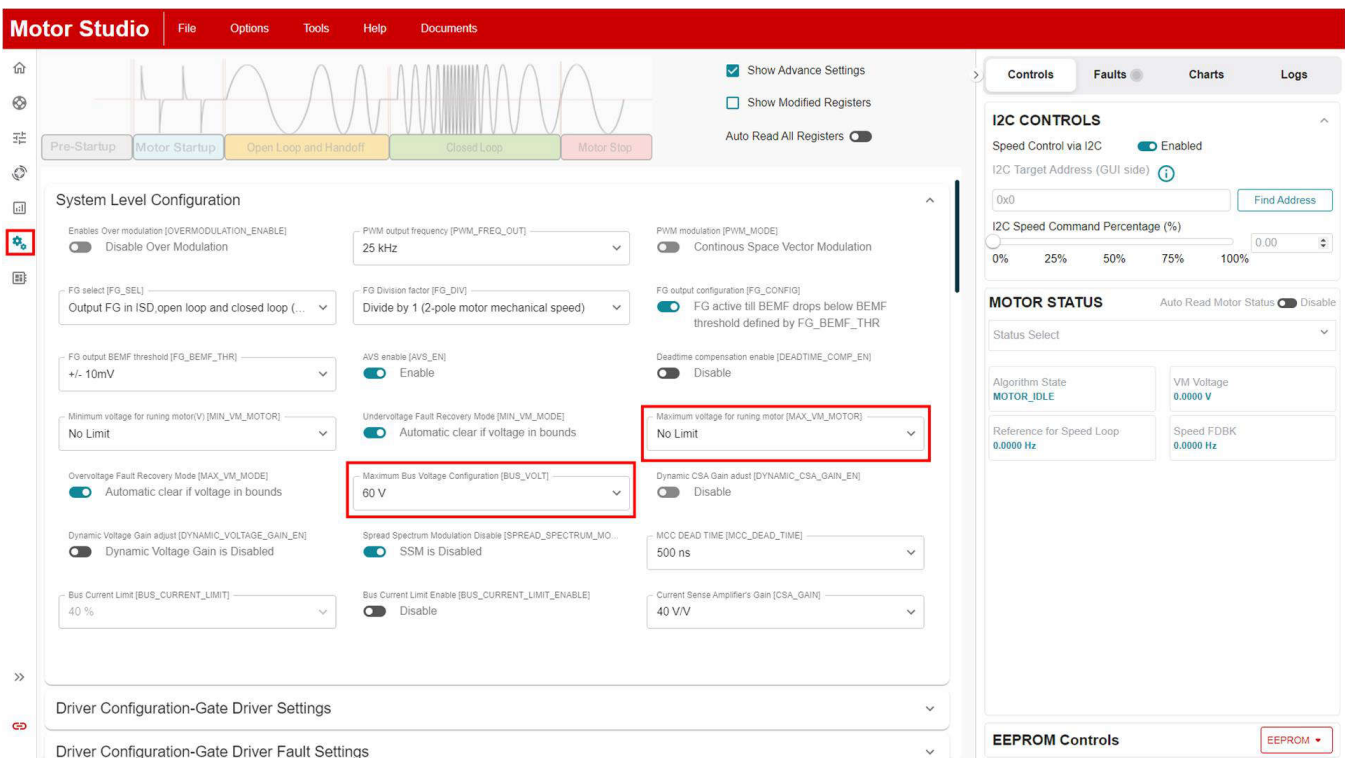 Motor Studio
File Options Tools Help Documents
Pre-Startup Motor Startup Open Loop and Handoff Closed Loop Motor Stop
Show Advance Settings
Show Modified Registers
Auto Read All Registers
System Level Configuration
Enables Over modulation [OVERMODULATION_ENABLE]
Disable Over Modulation
PWM output frequency [PWM_FREQ_OUT]
25 kHz
PWM modulation [PWM_MODE]
Continous Space Vector Modulation
FG select [FG_SEL]
Output FG in ISD,open loop and closed loop (...
FG Division factor [FG_DIV]
Divide by 1 (2-pole motor mechanical speed)
FG output configuration [FG_CONFIG]
FG active till BEMF drops below BEMF
threshold defined by FG_BEMF_THR
FG output BEMF threshold [FG_BEMF_THR]
+/- 10mV
AVS enable [AVS_EN]
Enable
Deadtime compensation enable [DEADTIME_COMP_EN]
Disable
Minimum voltage for runing motor(V) [MIN_VM_MOTOR]
No Limit
Undervoltage Fault Recovery Mode [MIN_VM_MODE]
Automatic clear if voltage in bounds
Maximum voltage for runing motor [MAX_VM_MOTOR]
No Limit
Overvoltage Fault Recovery Mode [MAX_VM_MODE]
Automatic clear if voltage in bounds
Maximum Bus Voltage Configuration [BUS_VOLT]
60 V
Dynamic CSA Gain adust [DYNAMIC_CSA_GAIN_EN]
Disable
Dynamic Voltage Gain adjust [DYNAMIC_VOLTAGE_GAIN_EN]
Dynamic Voltage Gain is Disabled
Spread Spectrum Modulation Disable [SPREAD_SPECTRUM_MO...
SSM is Disabled
MCC DEAD TIME [MCC_DEAD_TIME]
500 ns
Bus Current Limit [BUS_CURRENT_LIMIT]
40 %
Bus Current Limit Enable [BUS_CURRENT_LIMIT_ENABLE]
Disable
Current Sense Amplifier's Gain [CSA_GAIN]
40 V/V
Driver Configuration-Gate Driver Settings
Driver Configuration-Gate Driver Fault Settings
Controls Faults Charts Logs
I2C CONTROLS
Speed Control via I2C Enabled
I2C Target Address (GUI side)
0x0
Find Address
I2C Speed Command Percentage (%)
0.00
0% 25% 50% 75% 100%
MOTOR STATUS
Auto Read Motor Status Disable
Status Select
Algorithm State
MOTOR_IDLE
VM Voltage
0.0000 V
Reference for Speed Loop
0.0000 Hz
Speed FDBK
0.0000 Hz
EEPROM Controls
EEPROM